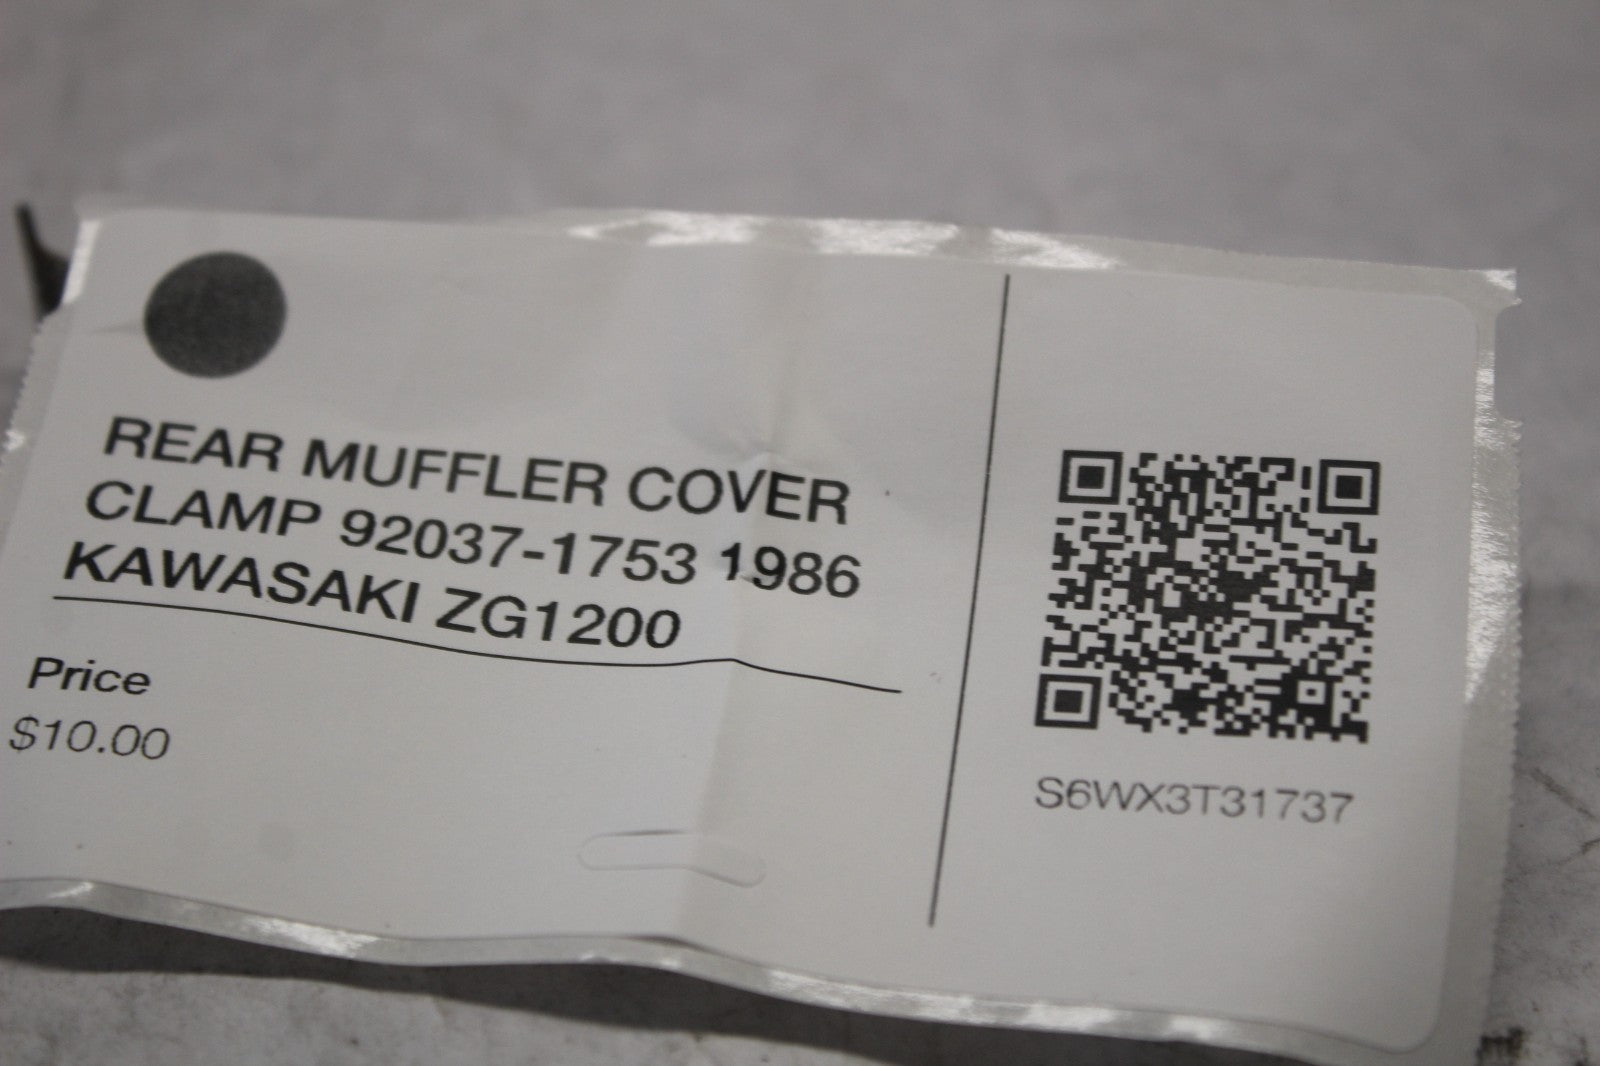 REAR MUFFLER COVER
CLAMP 92037-1753 1986
KAWASAKI ZG1200
Price
$10.00
S6WX3T31737